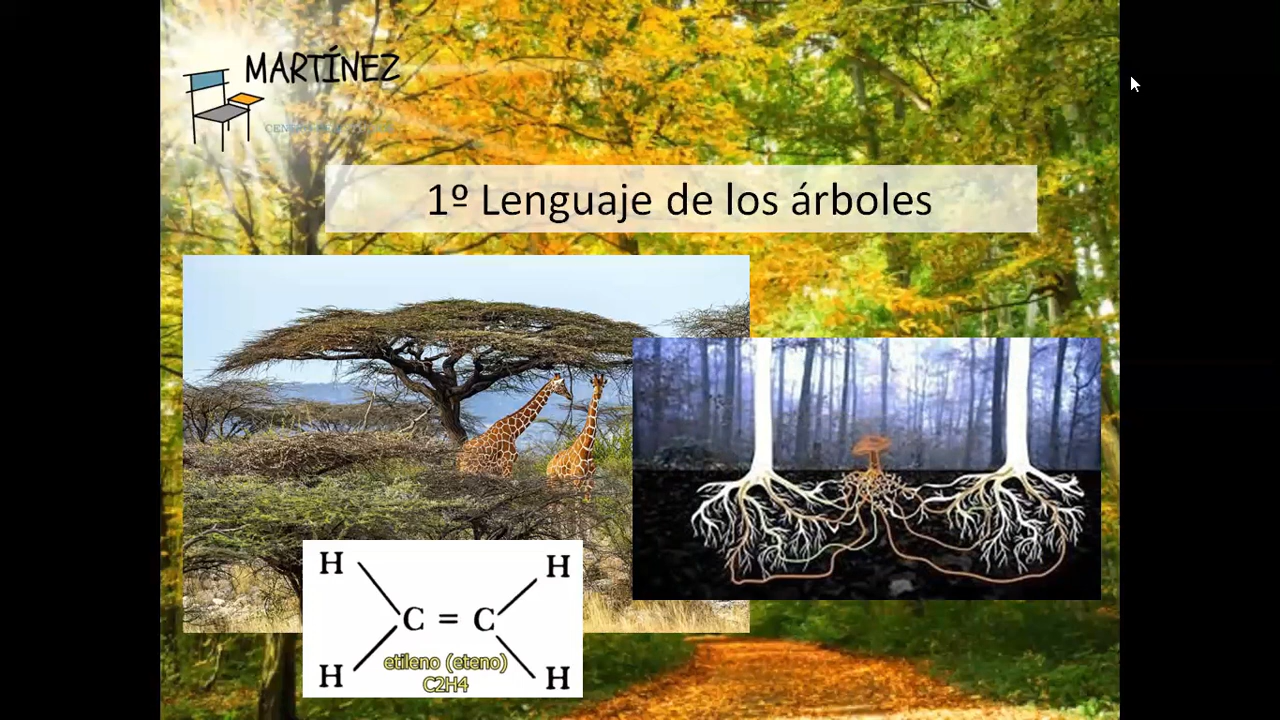 MARTÍNEZ
1º Lenguaje de los árboles
H H
C = C
etileno (eteno)
C2H4
H H